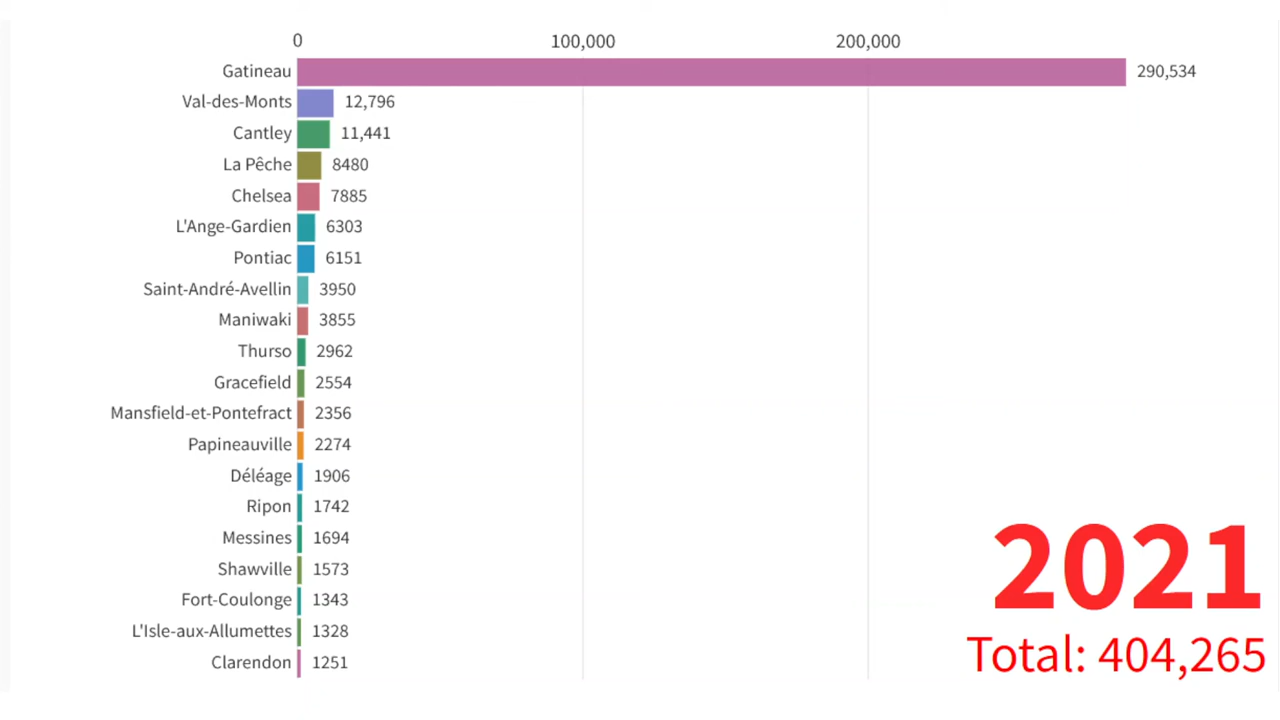 0 100,000 200,000
Gatineau 290,534
Val-des-Monts 12,796
Cantley 11,441
La Pêche 8480
Chelsea 7885
L'Ange-Gardien 6303
Pontiac 6151
Saint-André-Avellin 3950
Maniwaki 3855
Thurso 2962
Gracefield 2554
Mansfield-et-Pontefract 2356
Papineauville 2274
Déléage 1906
Ripon 1742
Messines 1694
Shawville 1573
Fort-Coulonge 1343
L'Isle-aux-Allumettes 1328
Clarendon 1251
2021
Total: 404,265